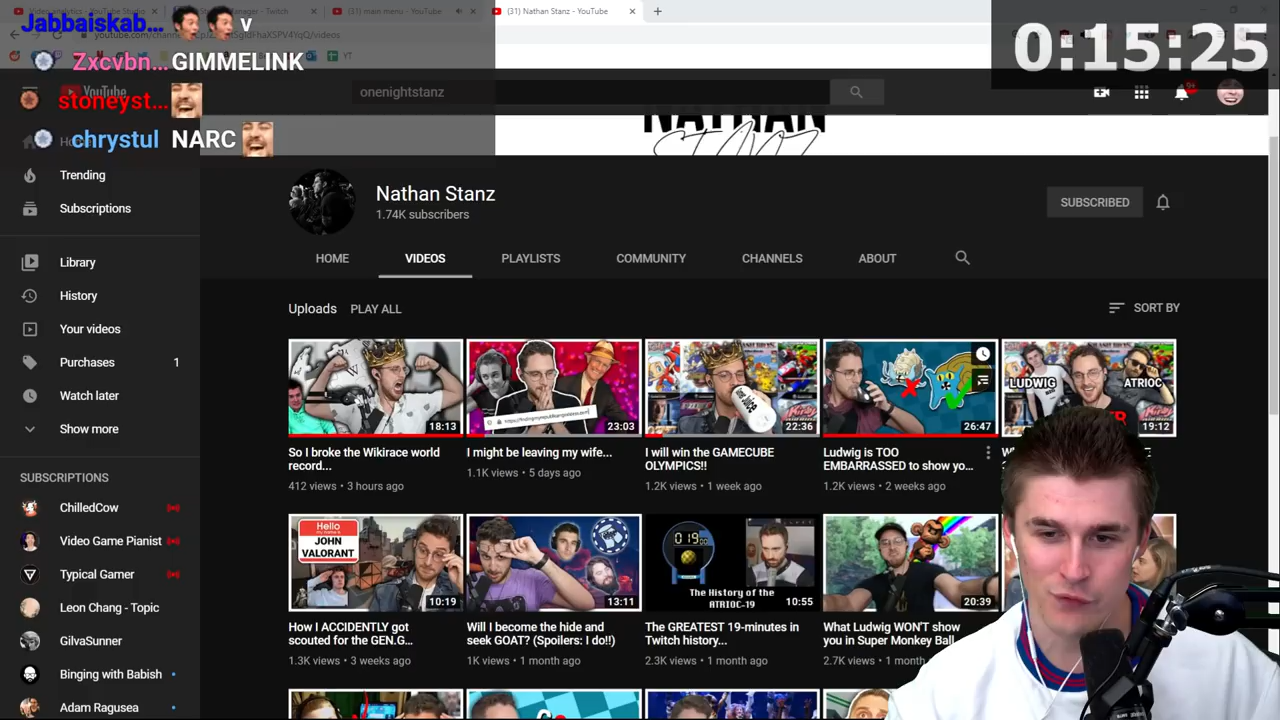 (31) main menu - YouTube
(31) Nathan Stanz - YouTube
Jabbaiskab... v
Zxcvbn... GIMMELINK
stoneyst...
chrystul NARC
0:15:25
YouTube
onenightstanz
9+
NATHAN
STANZ
Trending
Subscriptions
Library
History
Your videos
Purchases 1
Watch later
Show more
SUBSCRIPTIONS
ChilledCow
Video Game Pianist
Typical Gamer
Leon Chang - Topic
GilvaSunner
Binging with Babish
Adam Ragusea
Nathan Stanz
1.74K subscribers
SUBSCRIBED
HOME VIDEOS PLAYLISTS COMMUNITY CHANNELS ABOUT
Uploads PLAY ALL SORT BY
18:13
So I broke the Wikirace world
record...
412 views • 3 hours ago
23:03
I might be leaving my wife...
1.1K views • 5 days ago
22:36
I will win the GAMECUBE
OLYMPICS!!
1.2K views • 1 week ago
26:47
Ludwig is TOO
EMBARRASSED to show yo...
1.2K views • 2 weeks ago
LUDWIG
ATRIOC
19:12
Hello
JOHN
VALORANT
10:19
How I ACCIDENTLY got
scouted for the GEN.G...
1.3K views • 3 weeks ago
13:11
Will I become the hide and
seek GOAT? (Spoilers: I do!!)
1K views • 1 month ago
The History of the
ATRIOC-19
10:55
The GREATEST 19-minutes in
Twitch history...
2.3K views • 1 month ago
20:39
What Ludwig WON'T show
you in Super Monkey Ball
2.7K views • 1 month